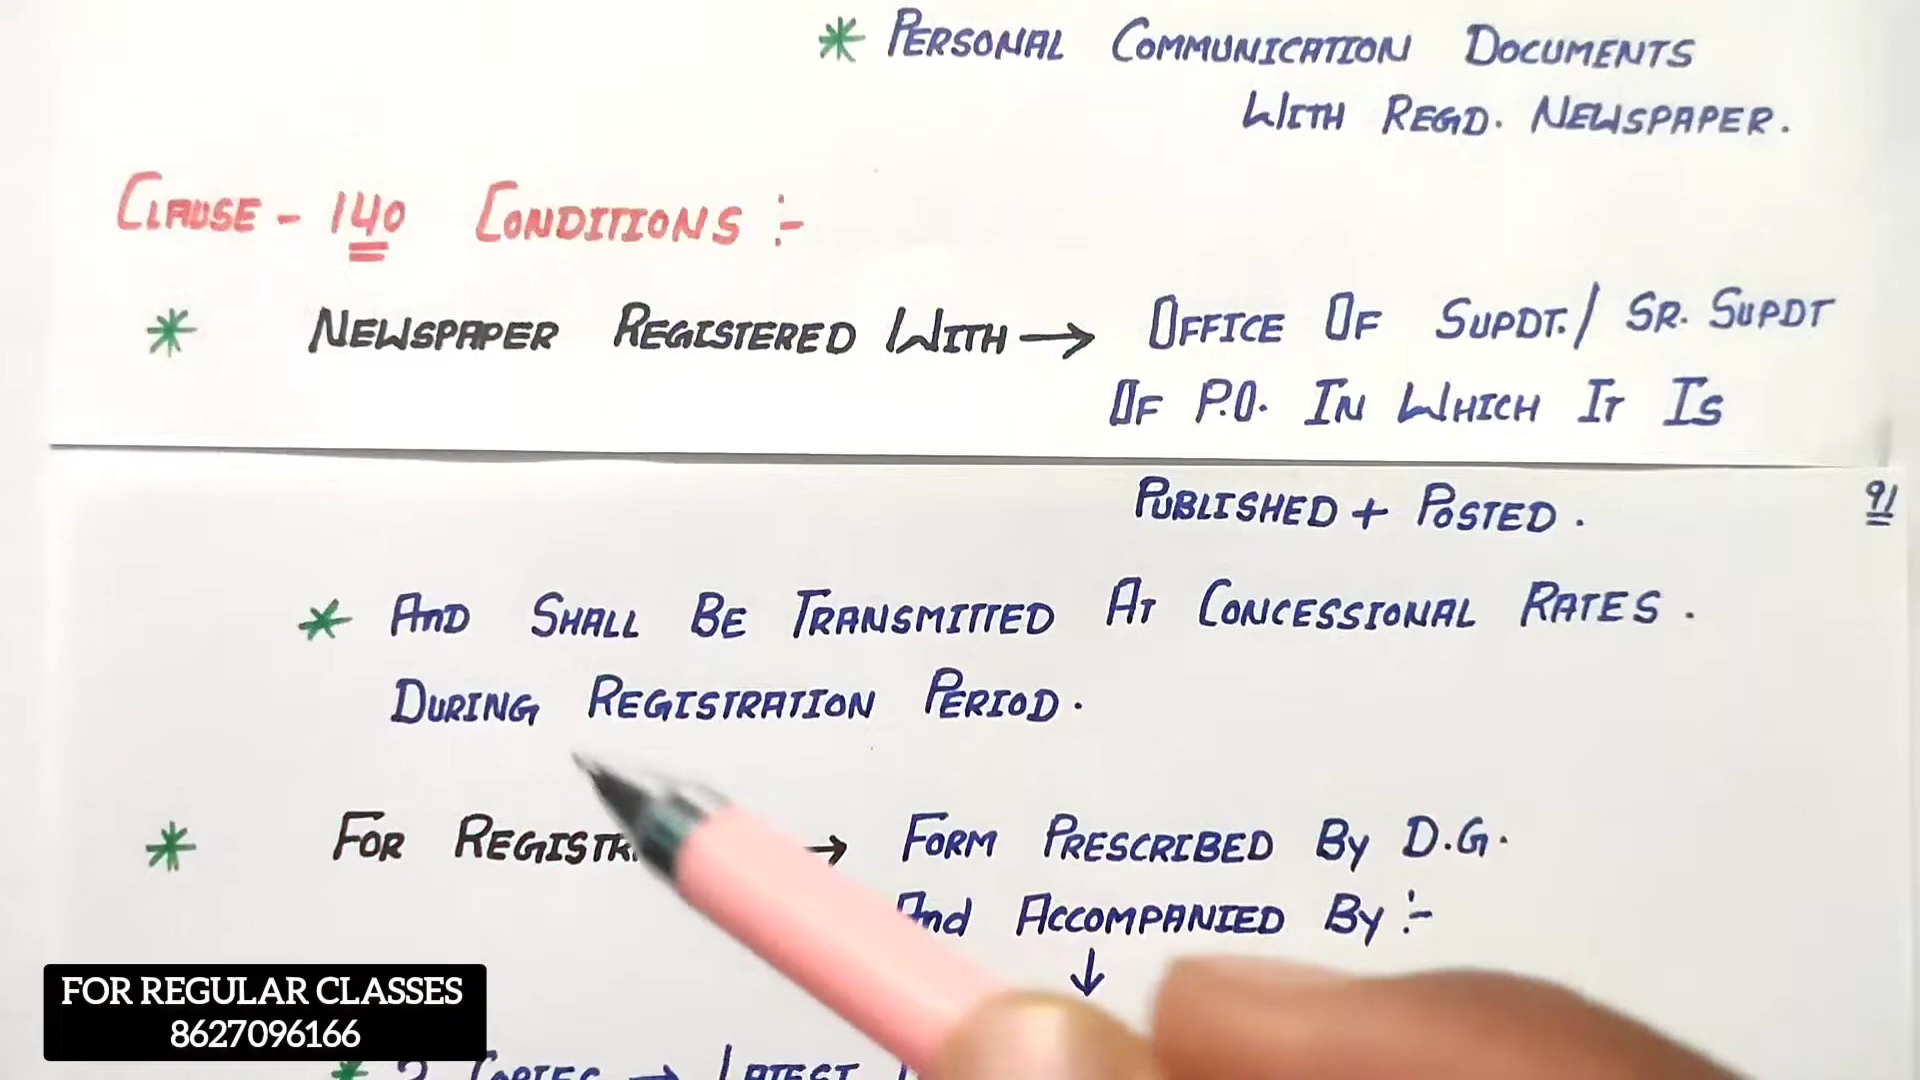 * PERSONAL COMMUNICATION DOCUMENTS
WITH REGD. NEWSPAPER.
CLAUSE - 140 CONDITIONS :-
* NEWSPAPER REGISTERED WITH → OFFICE OF SUPDT. / SR. SUPDT
OF P.O. IN WHICH IT IS
PUBLISHED + POSTED .
91
* AND SHALL BE TRANSMITTED AT CONCESSIONAL RATES .
DURING REGISTRATION PERIOD .
* FOR → FORM PRESCRIBED By D.G.
And ACCOMPANIED By :-
↓
* COPIES → LATEST
FOR REGULAR CLASSES
8627096166